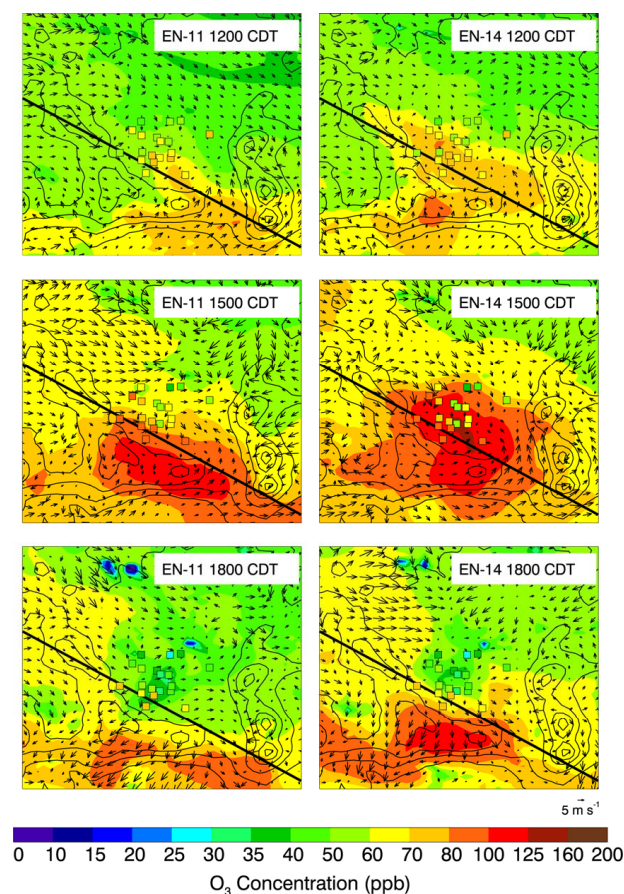 EN-11 1200 CDT
EN-14 1200 CDT
EN-11 1500 CDT
EN-14 1500 CDT
EN-11 1800 CDT
EN-14 1800 CDT
5 m s⁻¹
0 10 15 20 25 30 35 40 50 60 70 80 100 125 160 200
O₃ Concentration (ppb)